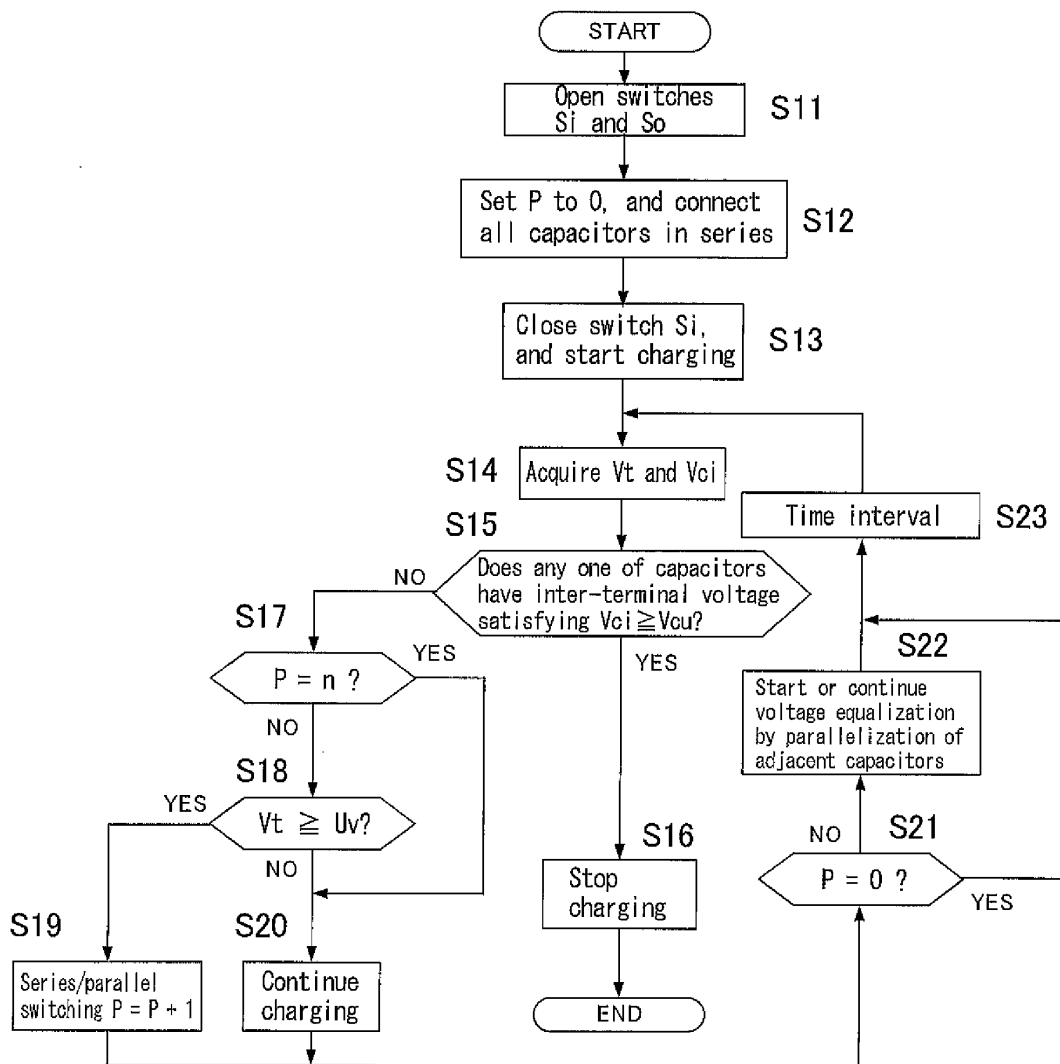 START
Open switches
Si and So
S11
Set P to 0, and connect
all capacitors in series
S12
Close switch Si,
and start charging
S13
S14
Acquire Vt and Vci
S15
Time interval
S23
Does any one of capacitors
have inter-terminal voltage
satisfying Vci≧Vcu?
NO
YES
S17
P = n ?
YES
NO
S22
Start or continue
voltage equalization
by parallelization of
adjacent capacitors
S18
Vt ≧ Uv?
YES
NO
S16
Stop
charging
S21
NO
P = 0 ?
YES
S19
Series/parallel
switching P = P + 1
S20
Continue
charging
END